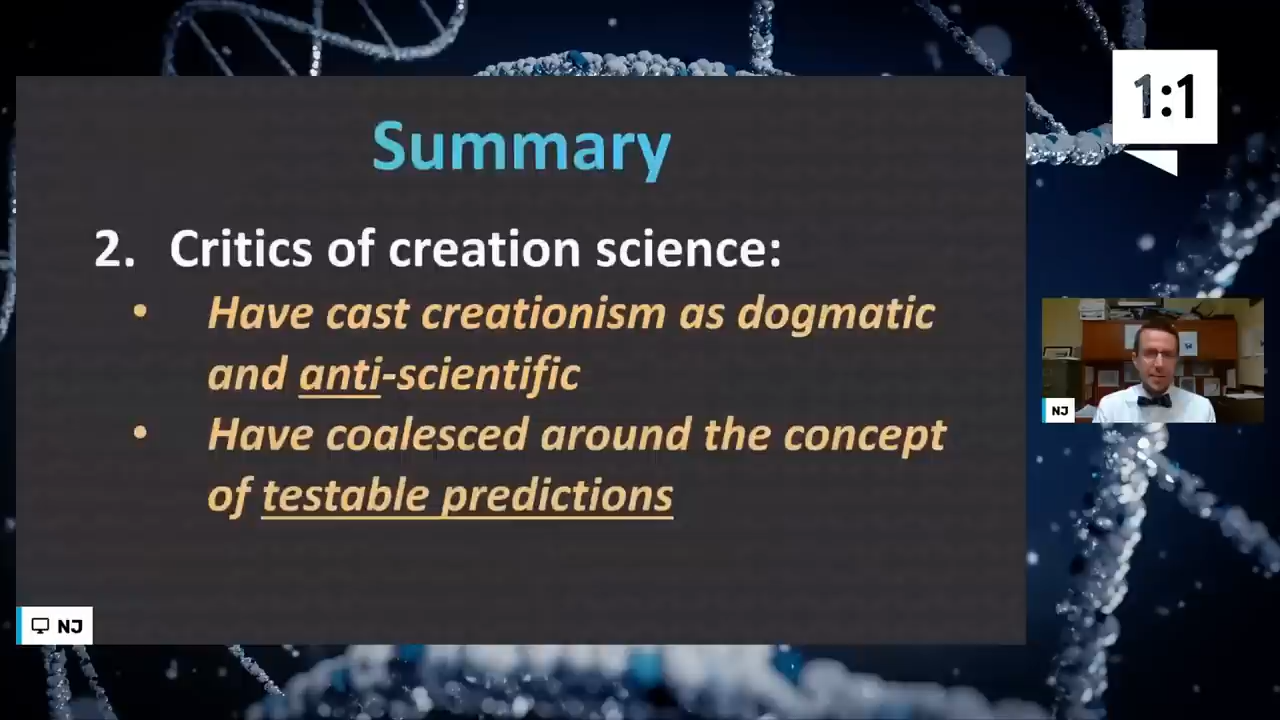 1:1
Summary
2. Critics of creation science:
• Have cast creationism as dogmatic
and anti-scientific
• Have coalesced around the concept
of testable predictions
NJ
NJ